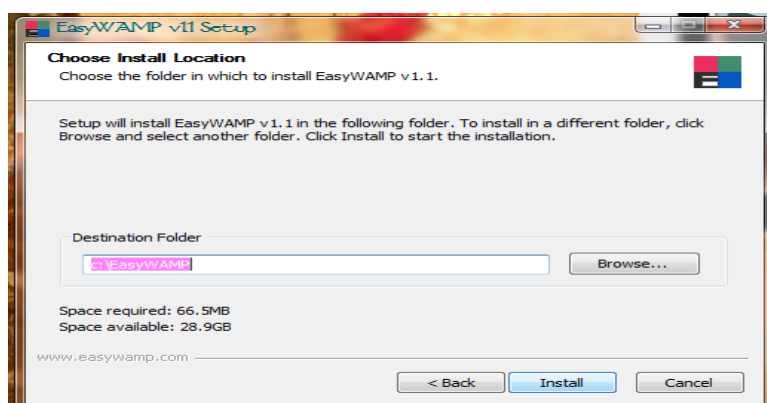 EasyWAMP v1.1 Setup
Choose Install Location
Choose the folder in which to install EasyWAMP v1.1.
Setup will install EasyWAMP v1.1 in the following folder. To install in a different folder, click
Browse and select another folder. Click Install to start the installation.
Destination Folder
c:\EasyWAMP
Browse...
Space required: 66.5MB
Space available: 28.9GB
www.easywamp.com
< Back
Install
Cancel